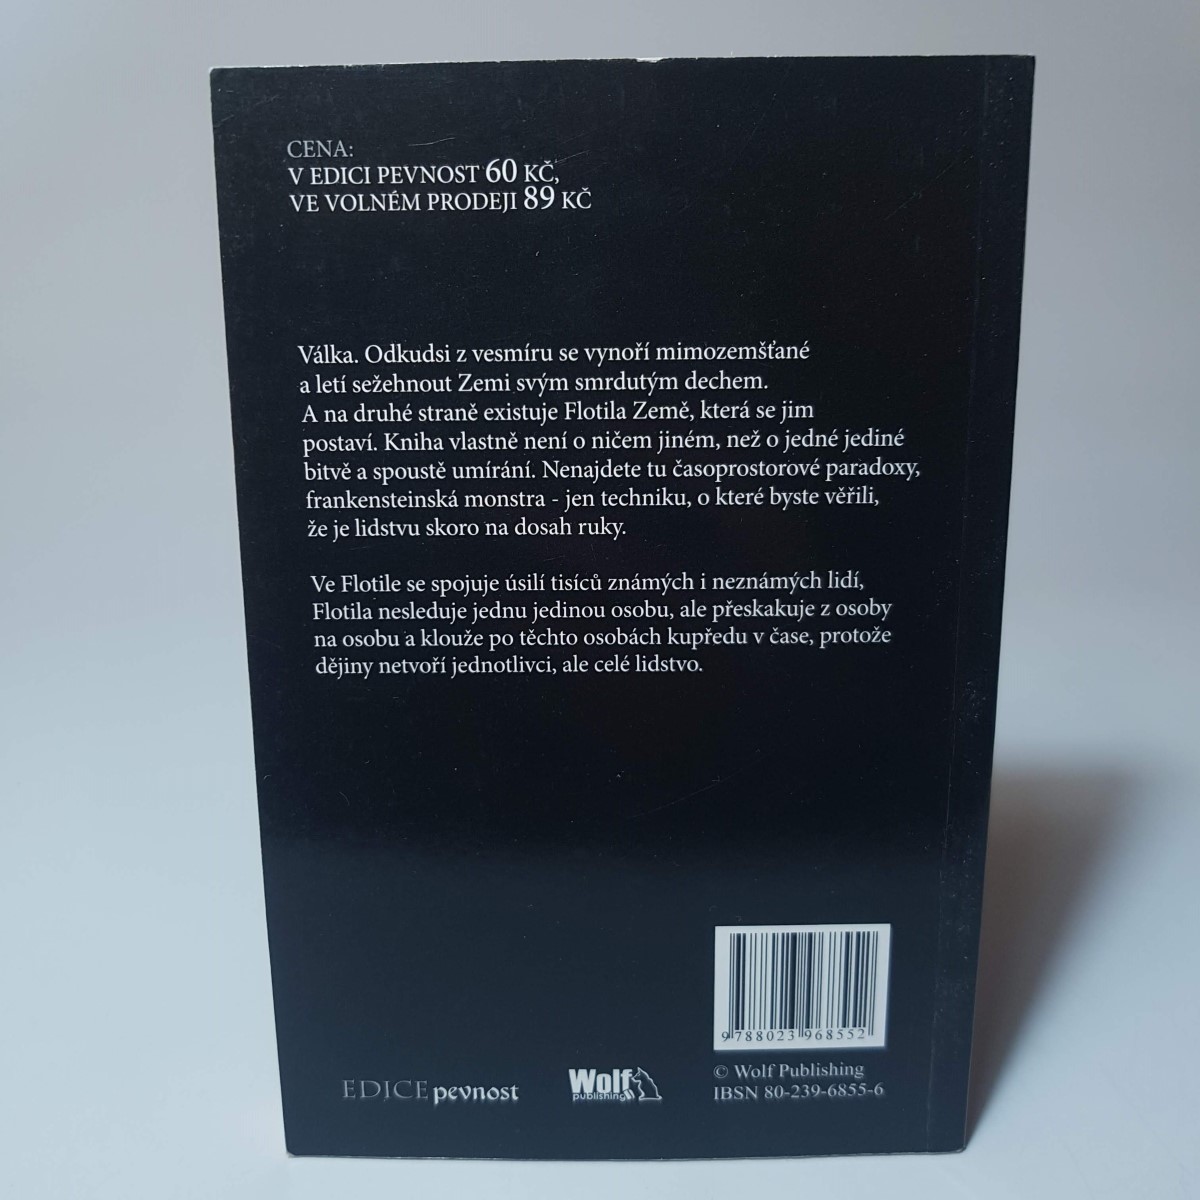 CENA:
V EDICI PEVNOST 60 KČ,
VE VOLNÉM PRODEJI 89 KČ
Válka. Odkudsi z vesmíru se vynoří mimozemšťané
a letí sežehnout Zemi svým smrdutým dechem.
A na druhé straně existuje Flotila Země, která se jim
postaví. Kniha vlastně není o ničem jiném, než o jedné jediné
bitvě a spoustě umírání. Nenajdete tu časoprostorové paradoxy,
frankensteinská monstra - jen techniku, o které byste věřili,
že je lidstvu skoro na dosah ruky.
Ve Flotile se spojuje úsilí tisíců známých i neznámých lidí,
Flotila nesleduje jednu jedinou osobu, ale přeskakuje z osoby
na osobu a klouže po těchto osobách kupředu v čase, protože
dějiny netvoří jednotlivci, ale celé lidstvo.
9 788023 968552
EDICE pevnost
Wolf
publishing
© Wolf Publishing
IBSN 80-239-6855-6